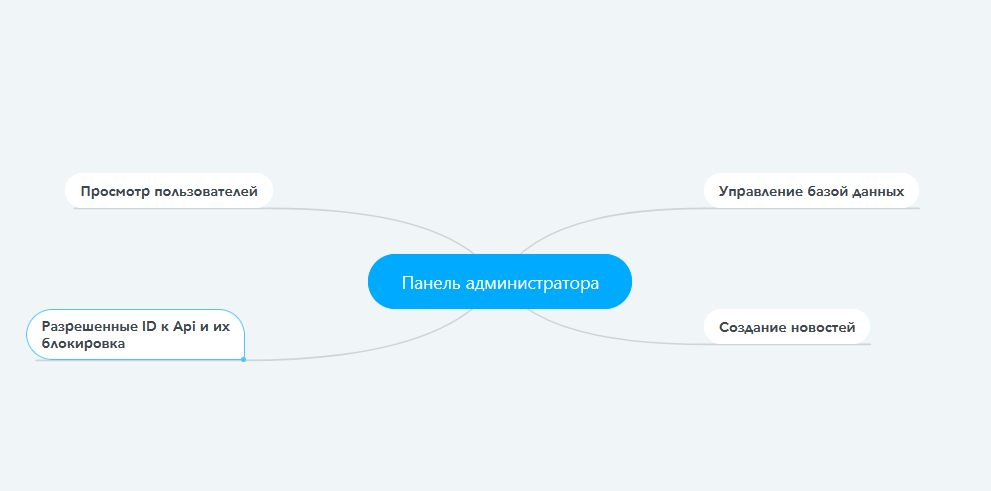 Просмотр пользователей
Управление базой данных
Панель администратора
Разрешенные ID к Api и их
блокировка
Создание новостей